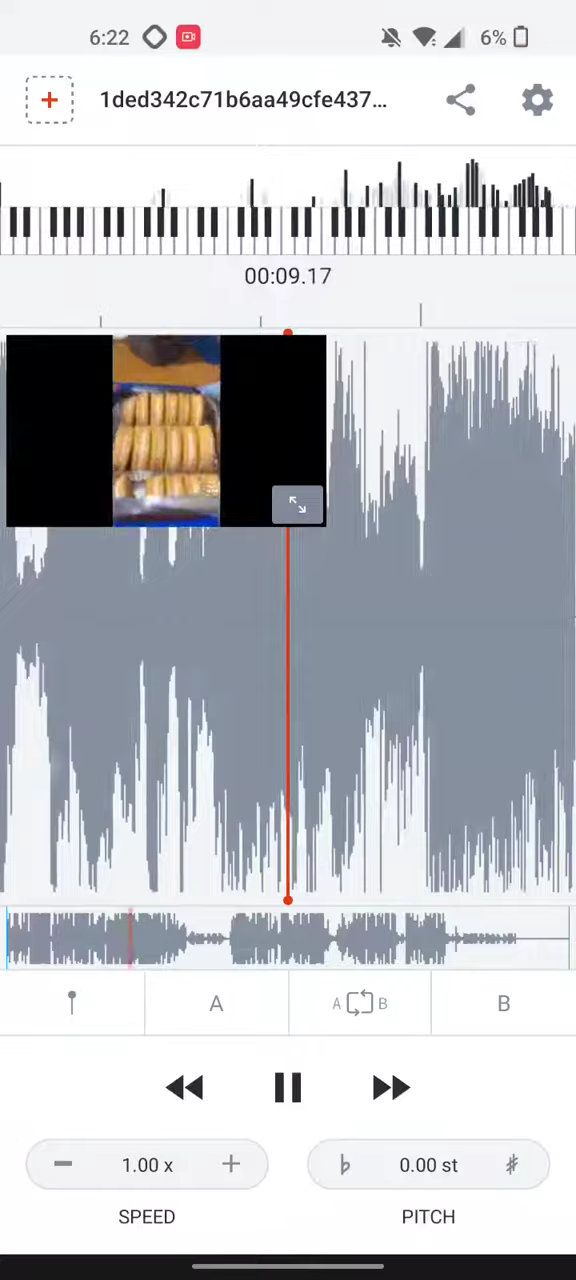 6:22
6%
1ded342c71b6aa49cfe437...
00:09.17
A
A B
B
1.00 x
0.00 st
SPEED
PITCH